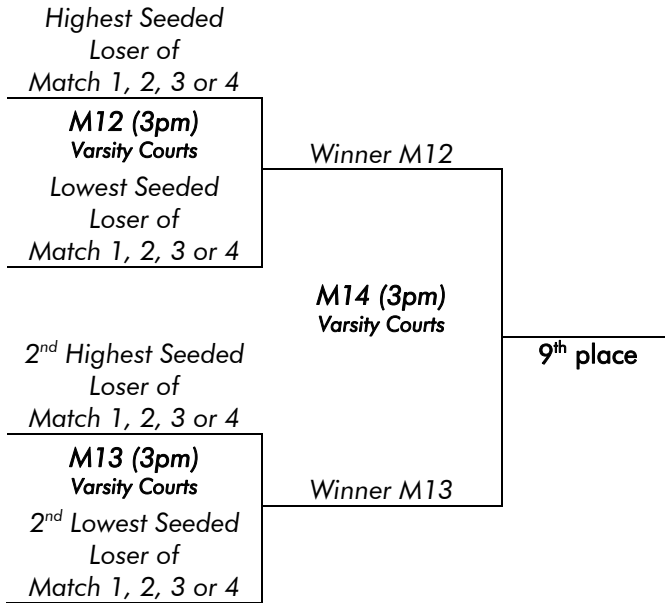 Highest Seeded
Loser of
Match 1, 2, 3 or 4
M12 (3pm)
Varsity Courts
Winner M12
Lowest Seeded
Loser of
Match 1, 2, 3 or 4
M14 (3pm)
Varsity Courts
9th place
2nd Highest Seeded
Loser of
Match 1, 2, 3 or 4
M13 (3pm)
Varsity Courts
Winner M13
2nd Lowest Seeded
Loser of
Match 1, 2, 3 or 4